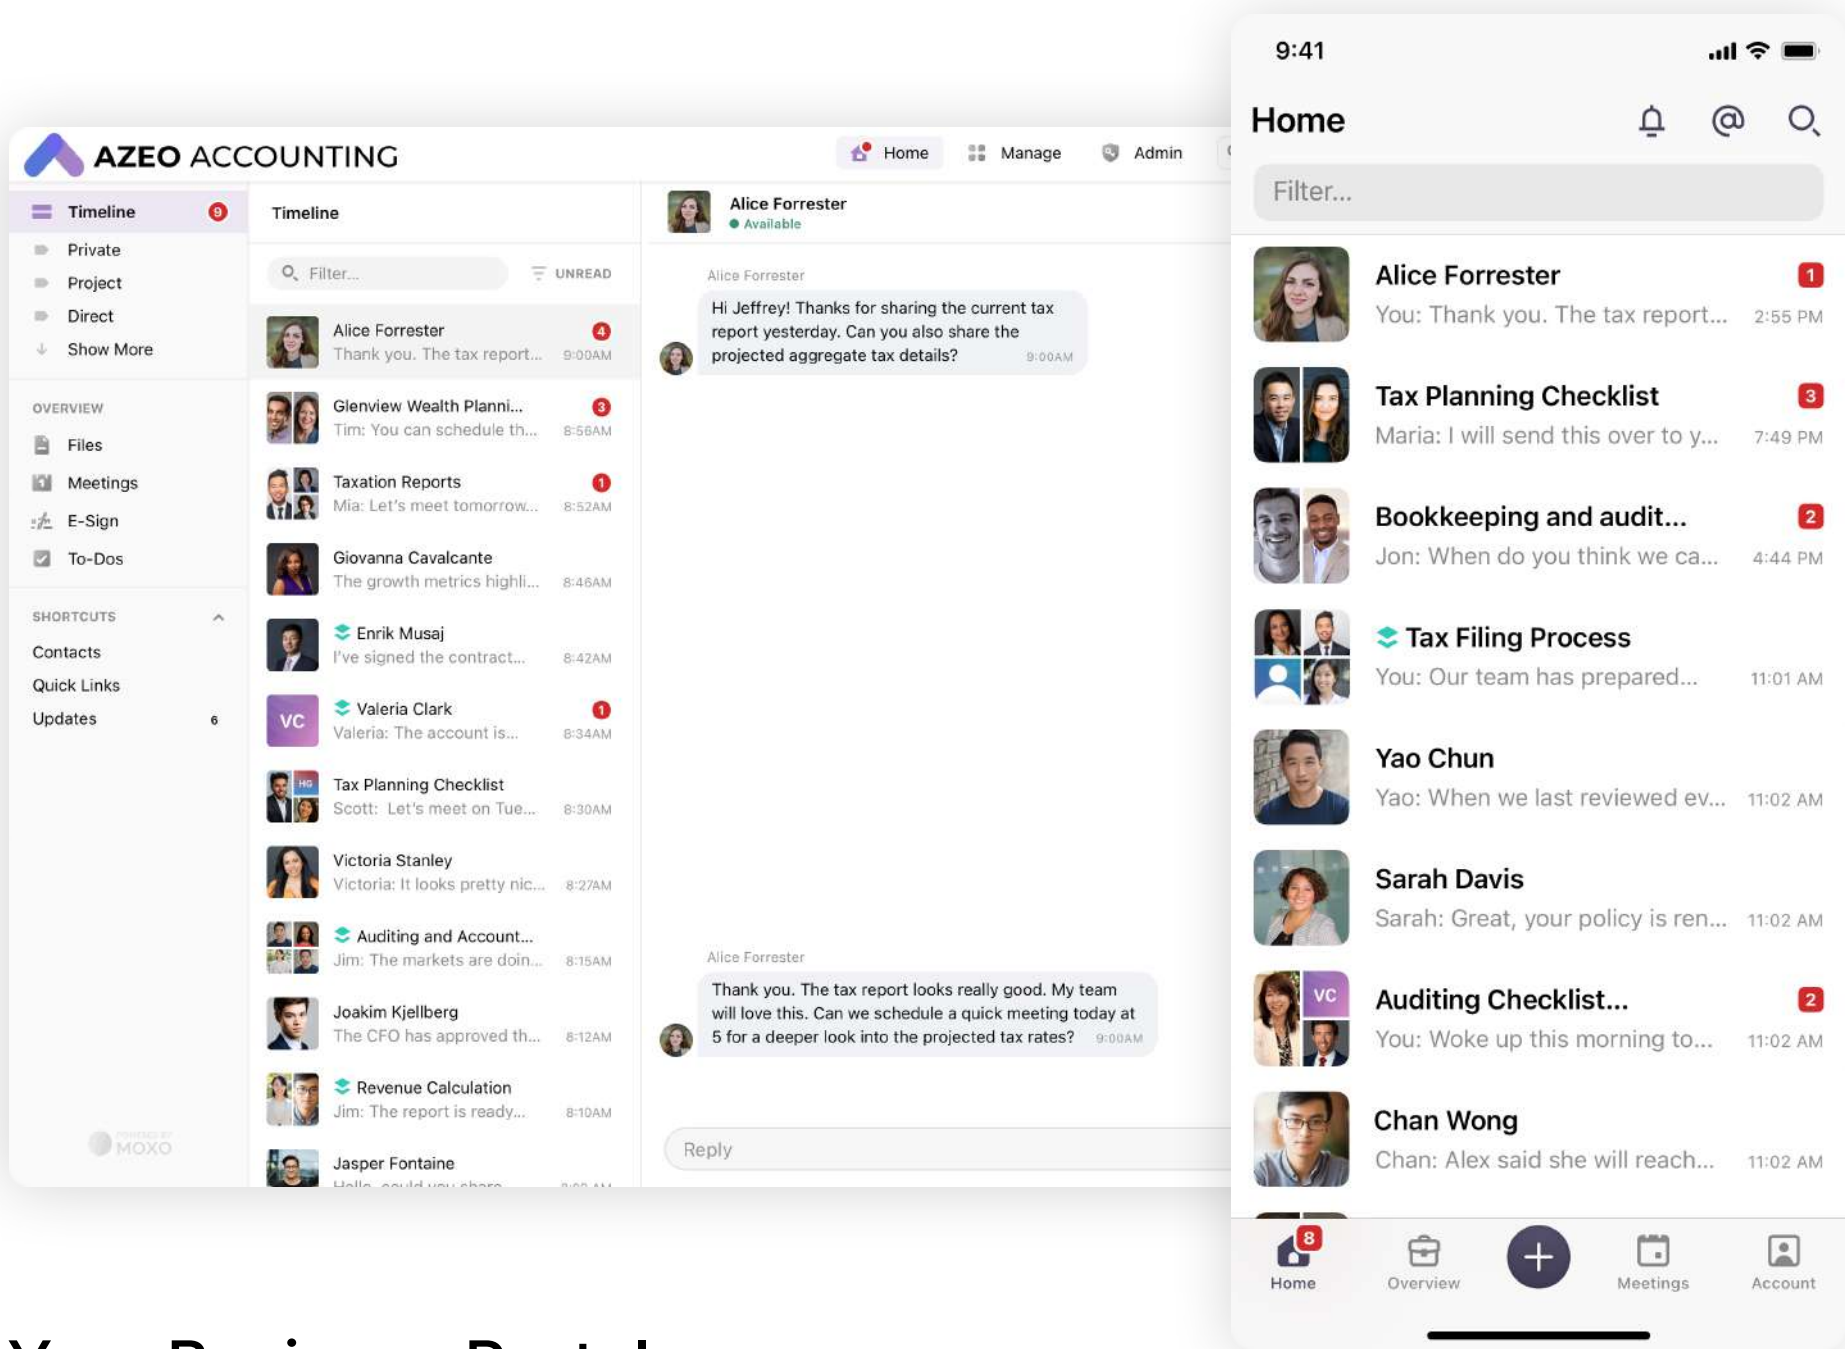 AZEO ACCOUNTING
Home
Manage
Admin
Timeline
9
Private
Project
Direct
Show More
OVERVIEW
Files
Meetings
E-Sign
To-Dos
SHORTCUTS
Contacts
Quick Links
Updates
6
POWERED BY
MOXO
Timeline
Filter...
UNREAD
Alice Forrester
4
Thank you. The tax report...
9:00AM
Glenview Wealth Planni...
3
Tim: You can schedule th...
8:56AM
Taxation Reports
1
Mia: Let's meet tomorrow...
8:52AM
Giovanna Cavalcante
The growth metrics highli...
8:46AM
Enrik Musaj
I've signed the contract...
8:42AM
VC
Valeria Clark
1
Valeria: The account is...
8:34AM
HG
Tax Planning Checklist
Scott: Let's meet on Tue...
8:30AM
Victoria Stanley
Victoria: It looks pretty nic...
8:27AM
Auditing and Account...
Jim: The markets are doin...
8:15AM
Joakim Kjellberg
The CFO has approved th...
8:12AM
Revenue Calculation
Jim: The report is ready...
8:10AM
Jasper Fontaine
Hello, could you share
Alice Forrester
Available
Alice Forrester
Hi Jeffrey! Thanks for sharing the current tax
report yesterday. Can you also share the
projected aggregate tax details?
9:00AM
Alice Forrester
Thank you. The tax report looks really good. My team
will love this. Can we schedule a quick meeting today at
5 for a deeper look into the projected tax rates?
9:00AM
Reply
9:41
Home
Filter...
Alice Forrester
1
You: Thank you. The tax report...
2:55 PM
Tax Planning Checklist
3
Maria: I will send this over to y...
7:49 PM
Bookkeeping and audit...
2
Jon: When do you think we ca...
4:44 PM
Tax Filing Process
You: Our team has prepared...
11:01 AM
Yao Chun
Yao: When we last reviewed ev...
11:02 AM
Sarah Davis
Sarah: Great, your policy is ren...
11:02 AM
VC
Auditing Checklist...
2
You: Woke up this morning to...
11:02 AM
Chan Wong
Chan: Alex said she will reach...
11:02 AM
8
Home
Overview
Meetings
Account